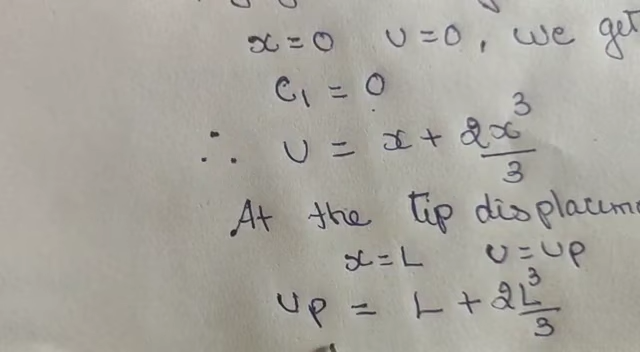 x = 0 U = 0, we get
C₁ = 0
∴ U = x + 2x³/3
At the tip displacem
x = L U = UP
UP = L + 2L³/3